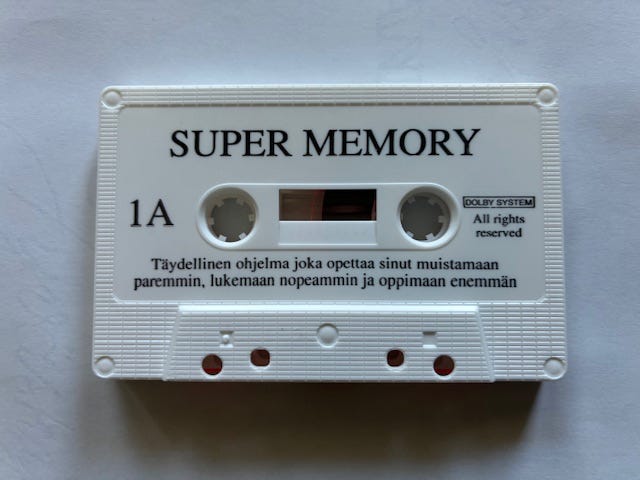 SUPER MEMORY
1A
DOLBY SYSTEM
All rights
reserved
Täydellinen ohjelma joka opettaa sinut muistamaan
paremmin, lukemaan nopeammin ja oppimaan enemmän